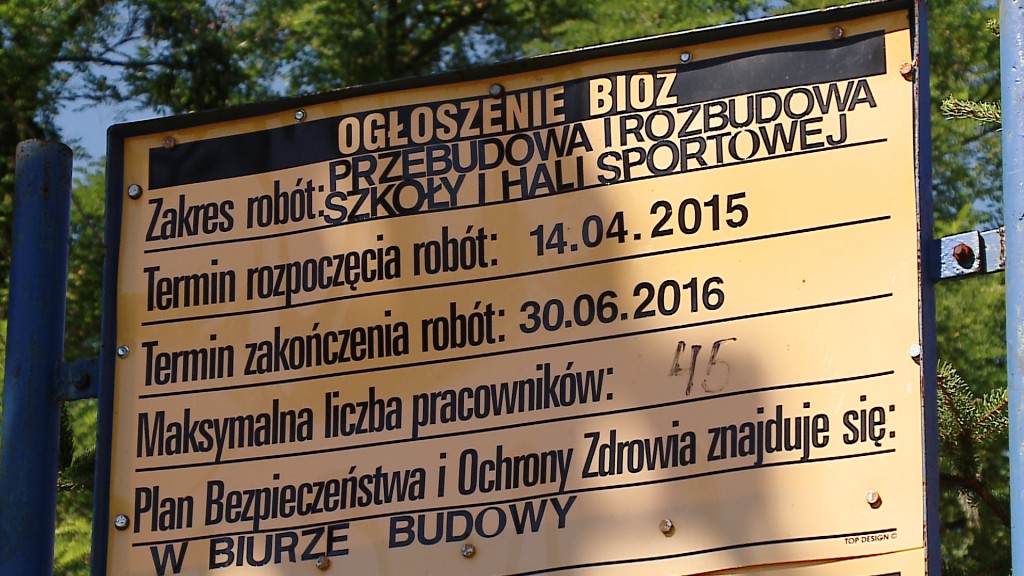 OGŁOSZENIE BIOZ
PRZEBUDOWA I ROZBUDOWA
Zakres robót: SZKOŁY I HALI SPORTOWEJ
Termin rozpoczęcia robót: 14.04.2015
Termin zakończenia robót: 30.06.2016
Maksymalna liczba pracowników: 45
Plan Bezpieczeństwa i Ochrony Zdrowia znajduje się:
W BIURZE BUDOWY
TOP DESIGN ©